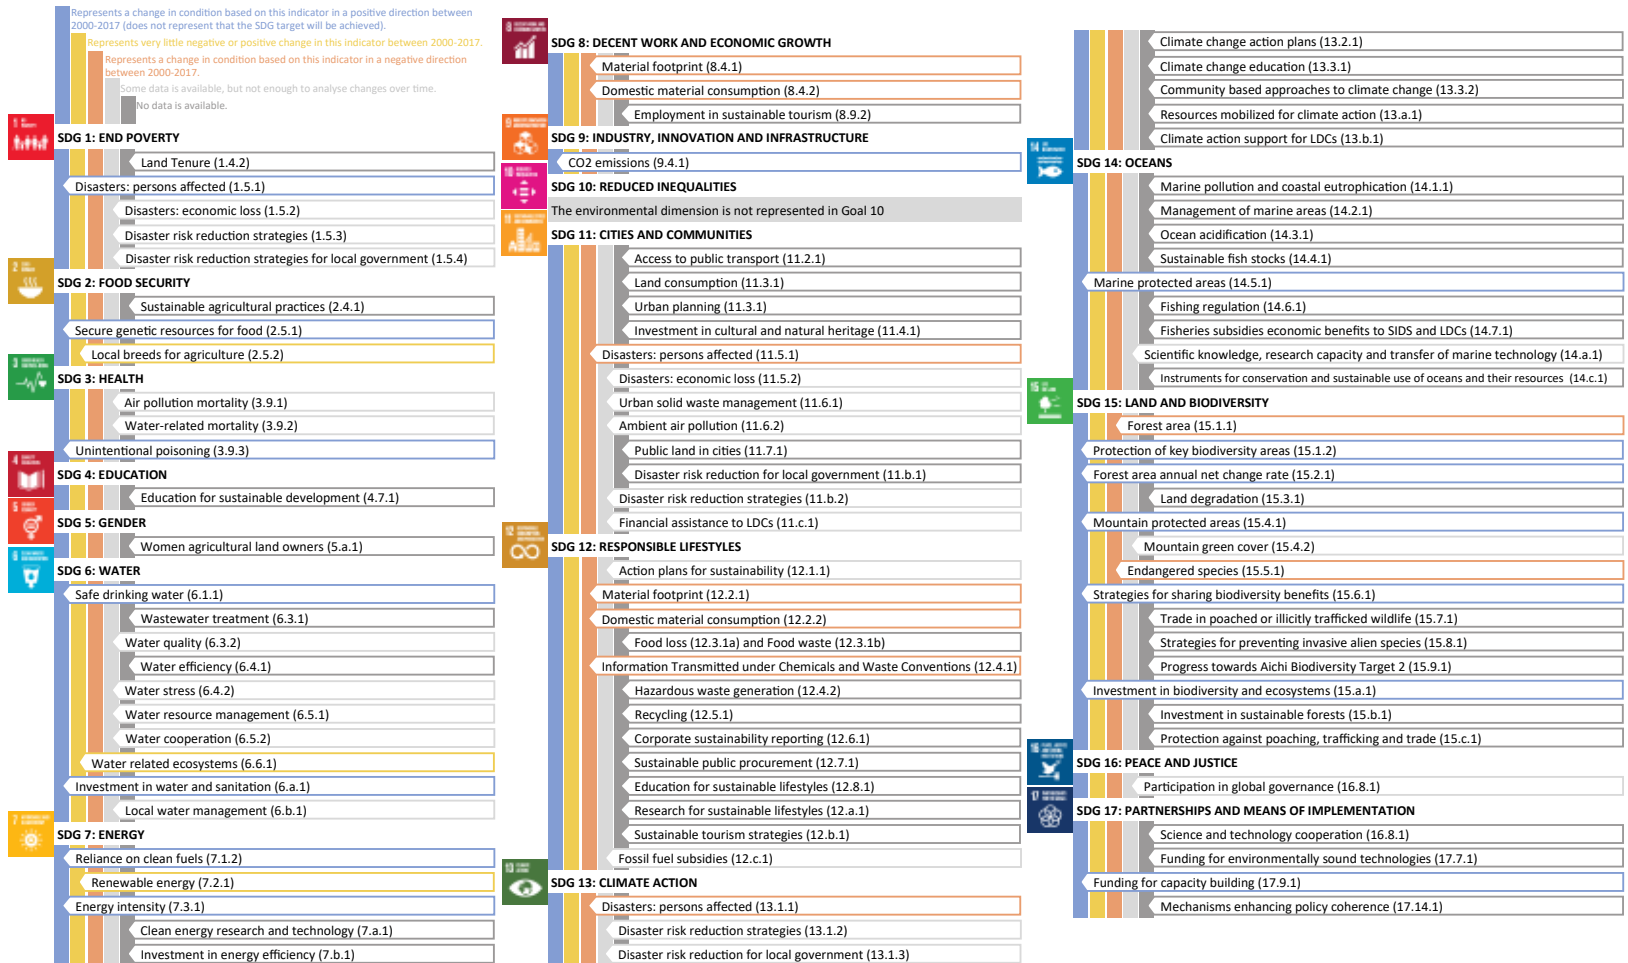 Represents a change in condition based on this indicator in a positive direction between
2000-2017 (does not represent that the SDG target will be achieved).
Represents very little negative or positive change in this indicator between 2000-2017.
Represents a change in condition based on this indicator in a negative direction
between 2000-2017.
Some data is available, but not enough to analyse changes over time.
No data is available.
SDG 1: END POVERTY
Land Tenure (1.4.2)
Disasters: persons affected (1.5.1)
Disasters: economic loss (1.5.2)
Disaster risk reduction strategies (1.5.3)
Disaster risk reduction strategies for local government (1.5.4)
SDG 2: FOOD SECURITY
Sustainable agricultural practices (2.4.1)
Secure genetic resources for food (2.5.1)
Local breeds for agriculture (2.5.2)
SDG 3: HEALTH
Air pollution mortality (3.9.1)
Water-related mortality (3.9.2)
Unintentional poisoning (3.9.3)
SDG 4: EDUCATION
Education for sustainable development (4.7.1)
SDG 5: GENDER
Women agricultural land owners (5.a.1)
SDG 6: WATER
Safe drinking water (6.1.1)
Wastewater treatment (6.3.1)
Water quality (6.3.2)
Water efficiency (6.4.1)
Water stress (6.4.2)
Water resource management (6.5.1)
Water cooperation (6.5.2)
Water related ecosystems (6.6.1)
Investment in water and sanitation (6.a.1)
Local water management (6.b.1)
SDG 7: ENERGY
Reliance on clean fuels (7.1.2)
Renewable energy (7.2.1)
Energy intensity (7.3.1)
Clean energy research and technology (7.a.1)
Investment in energy efficiency (7.b.1)
SDG 8: DECENT WORK AND ECONOMIC GROWTH
Material footprint (8.4.1)
Domestic material consumption (8.4.2)
Employment in sustainable tourism (8.9.2)
SDG 9: INDUSTRY, INNOVATION AND INFRASTRUCTURE
CO2 emissions (9.4.1)
SDG 10: REDUCED INEQUALITIES
The environmental dimension is not represented in Goal 10
SDG 11: CITIES AND COMMUNITIES
Access to public transport (11.2.1)
Land consumption (11.3.1)
Urban planning (11.3.1)
Investment in cultural and natural heritage (11.4.1)
Disasters: persons affected (11.5.1)
Disasters: economic loss (11.5.2)
Urban solid waste management (11.6.1)
Ambient air pollution (11.6.2)
Public land in cities (11.7.1)
Disaster risk reduction for local government (11.b.1)
Disaster risk reduction strategies (11.b.2)
Financial assistance to LDCs (11.c.1)
SDG 12: RESPONSIBLE LIFESTYLES
Action plans for sustainability (12.1.1)
Material footprint (12.2.1)
Domestic material consumption (12.2.2)
Food loss (12.3.1a) and Food waste (12.3.1b)
Information Transmitted under Chemicals and Waste Conventions (12.4.1)
Hazardous waste generation (12.4.2)
Recycling (12.5.1)
Corporate sustainability reporting (12.6.1)
Sustainable public procurement (12.7.1)
Education for sustainable lifestyles (12.8.1)
Research for sustainable lifestyles (12.a.1)
Sustainable tourism strategies (12.b.1)
Fossil fuel subsidies (12.c.1)
SDG 13: CLIMATE ACTION
Disasters: persons affected (13.1.1)
Disaster risk reduction strategies (13.1.2)
Disaster risk reduction for local government (13.1.3)
Climate change action plans (13.2.1)
Climate change education (13.3.1)
Community based approaches to climate change (13.3.2)
Resources mobilized for climate action (13.a.1)
Climate action support for LDCs (13.b.1)
SDG 14: OCEANS
Marine pollution and coastal eutrophication (14.1.1)
Management of marine areas (14.2.1)
Ocean acidification (14.3.1)
Sustainable fish stocks (14.4.1)
Marine protected areas (14.5.1)
Fishing regulation (14.6.1)
Fisheries subsidies economic benefits to SIDS and LDCs (14.7.1)
Scientific knowledge, research capacity and transfer of marine technology (14.a.1)
Instruments for conservation and sustainable use of oceans and their resources (14.c.1)
SDG 15: LAND AND BIODIVERSITY
Forest area (15.1.1)
Protection of key biodiversity areas (15.1.2)
Forest area annual net change rate (15.2.1)
Land degradation (15.3.1)
Mountain protected areas (15.4.1)
Mountain green cover (15.4.2)
Endangered species (15.5.1)
Strategies for sharing biodiversity benefits (15.6.1)
Trade in poached or illicitly trafficked wildlife (15.7.1)
Strategies for preventing invasive alien species (15.8.1)
Progress towards Aichi Biodiversity Target 2 (15.9.1)
Investment in biodiversity and ecosystems (15.a.1)
Investment in sustainable forests (15.b.1)
Protection against poaching, trafficking and trade (15.c.1)
SDG 16: PEACE AND JUSTICE
Participation in global governance (16.8.1)
SDG 17: PARTNERSHIPS AND MEANS OF IMPLEMENTATION
Science and technology cooperation (16.8.1)
Funding for environmentally sound technologies (17.7.1)
Funding for capacity building (17.9.1)
Mechanisms enhancing policy coherence (17.14.1)